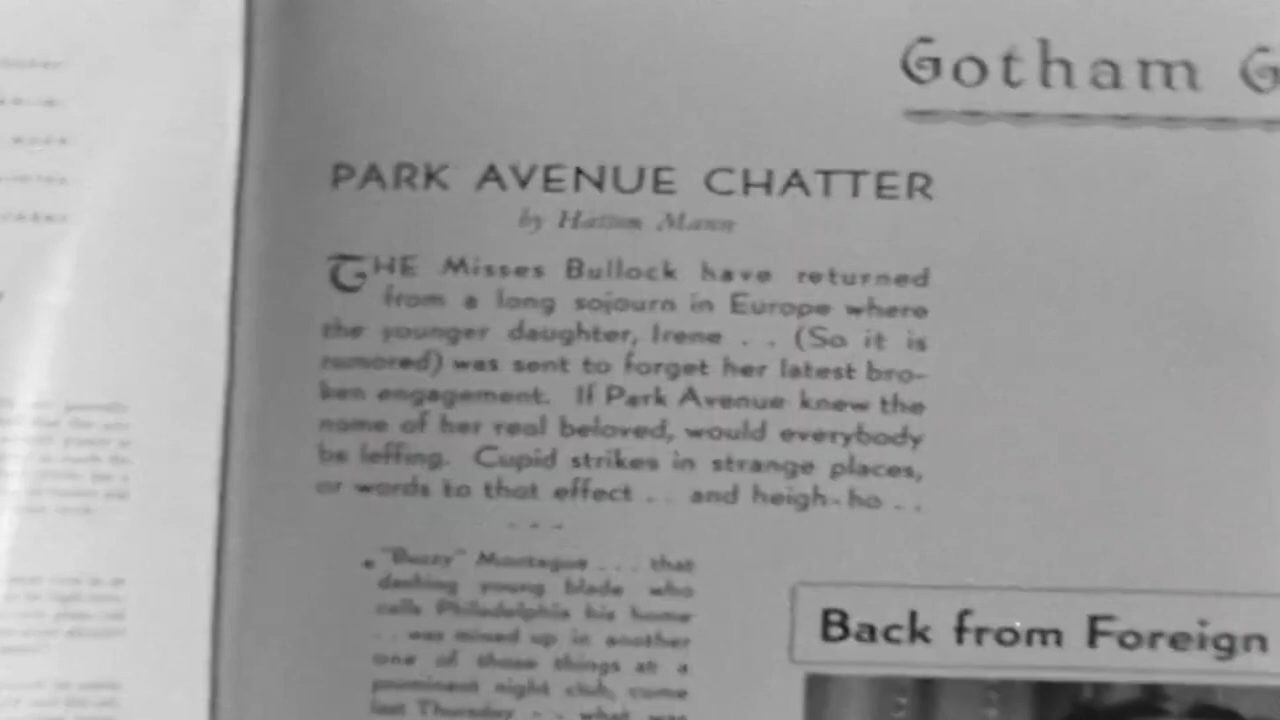 Gotham G
PARK AVENUE CHATTER
by Hatton Mann
THE Misses Bullock have returned
from a long sojourn in Europe where
the younger daughter, Irene . . (So it is
rumored) was sent to forget her latest bro-
ken engagement. If Park Avenue knew the
name of her real beloved, would everybody
be leffing. Cupid strikes in strange places,
or words to that effect . . and heigh-ho . .
"Buzzy" Montague . . . that
dashing young blade who
calls Philadelphia his home
. . was mixed up in another
one of those things at a
prominent night club, come
last Thursday . . what was
Back from Foreign